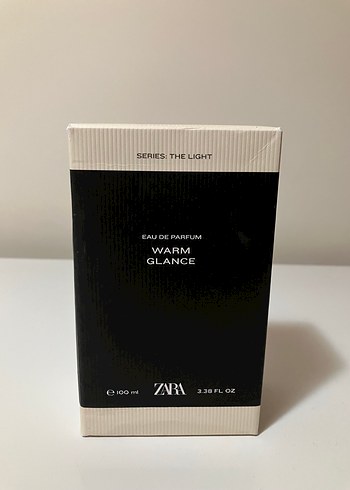 SERIES: THE LIGHT
EAU DE PARFUM
WARM
GLANCE
℮ 100 ml ZARA 3.38 FL OZ